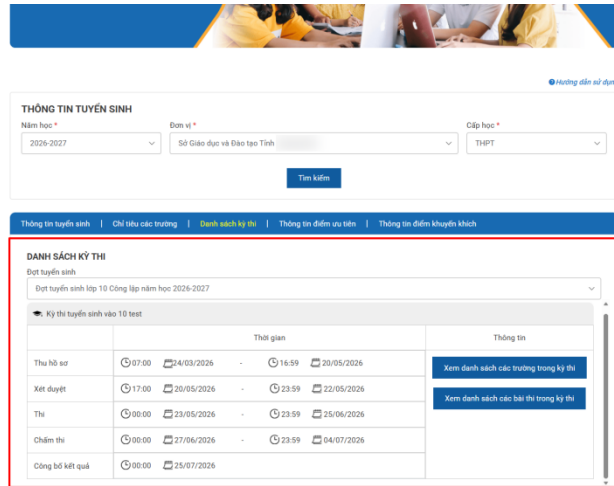 Hướng dẫn sử dụn
THÔNG TIN TUYỂN SINH
Năm học * Đơn vị * Cấp học *
2026-2027 Sở Giáo dục và Đào tạo Tỉnh THPT
Tìm kiếm
Thông tin tuyển sinh | Chỉ tiêu các trường | Danh sách kỳ thi | Thông tin điểm ưu tiên | Thông tin điểm khuyến khích
DANH SÁCH KỲ THI
Đợt tuyển sinh
Đợt tuyển sinh lớp 10 Công lập năm học 2026-2027
Kỳ thi tuyển sinh vào 10 test
Thời gian Thông tin
Thu hồ sơ 07:00 24/03/2026 - 16:59 20/05/2026
Xem danh sách các trường trong kỳ thi
Xét duyệt 17:00 20/05/2026 - 23:59 22/05/2026
Xem danh sách các bài thi trong kỳ thi
Thi 00:00 23/05/2026 - 23:59 25/06/2026
Chấm thi 00:00 27/06/2026 - 23:59 04/07/2026
Công bố kết quả 00:00 25/07/2026